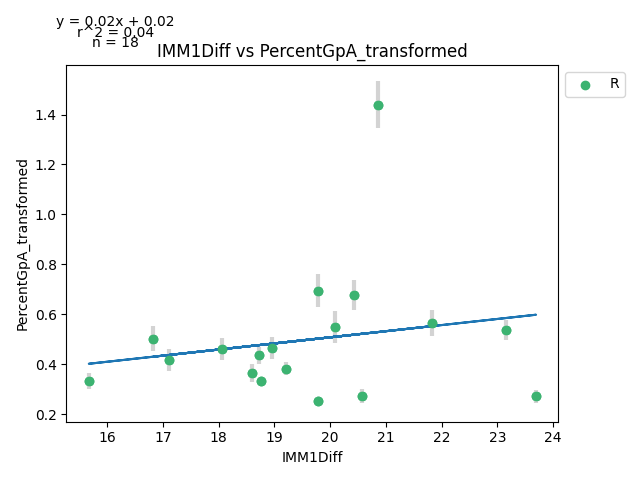 y = 0.02x + 0.02
r^2 = 0.04
n = 18
IMM1Diff vs PercentGpA_transformed
R
PercentGpA_transformed
1.4
1.2
1.0
0.8
0.6
0.4
0.2
16 17 18 19 20 21 22 23 24
IMM1Diff